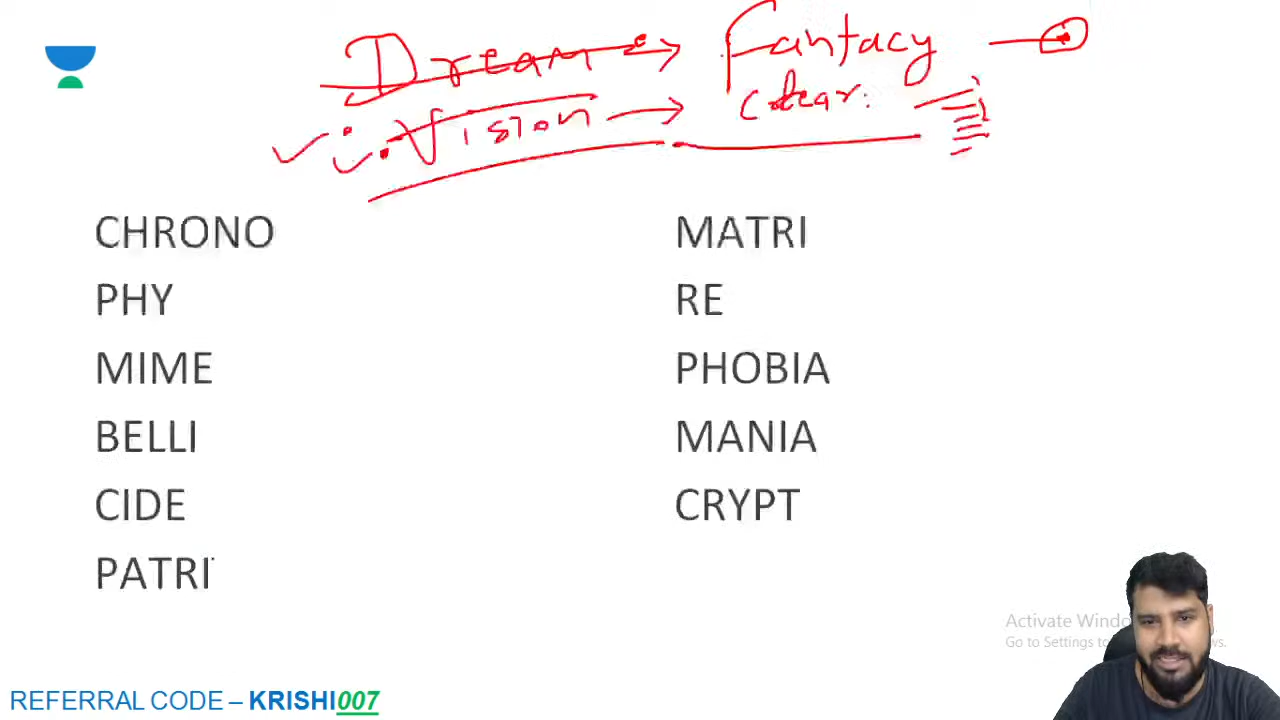 Dream → Fantacy
Vision → Clear.
CHRONO
PHY
MIME
BELLI
CIDE
PATRI
MATRI
RE
PHOBIA
MANIA
CRYPT
Activate Windo
Go to Settings to ws.
REFERRAL CODE – KRISHI007